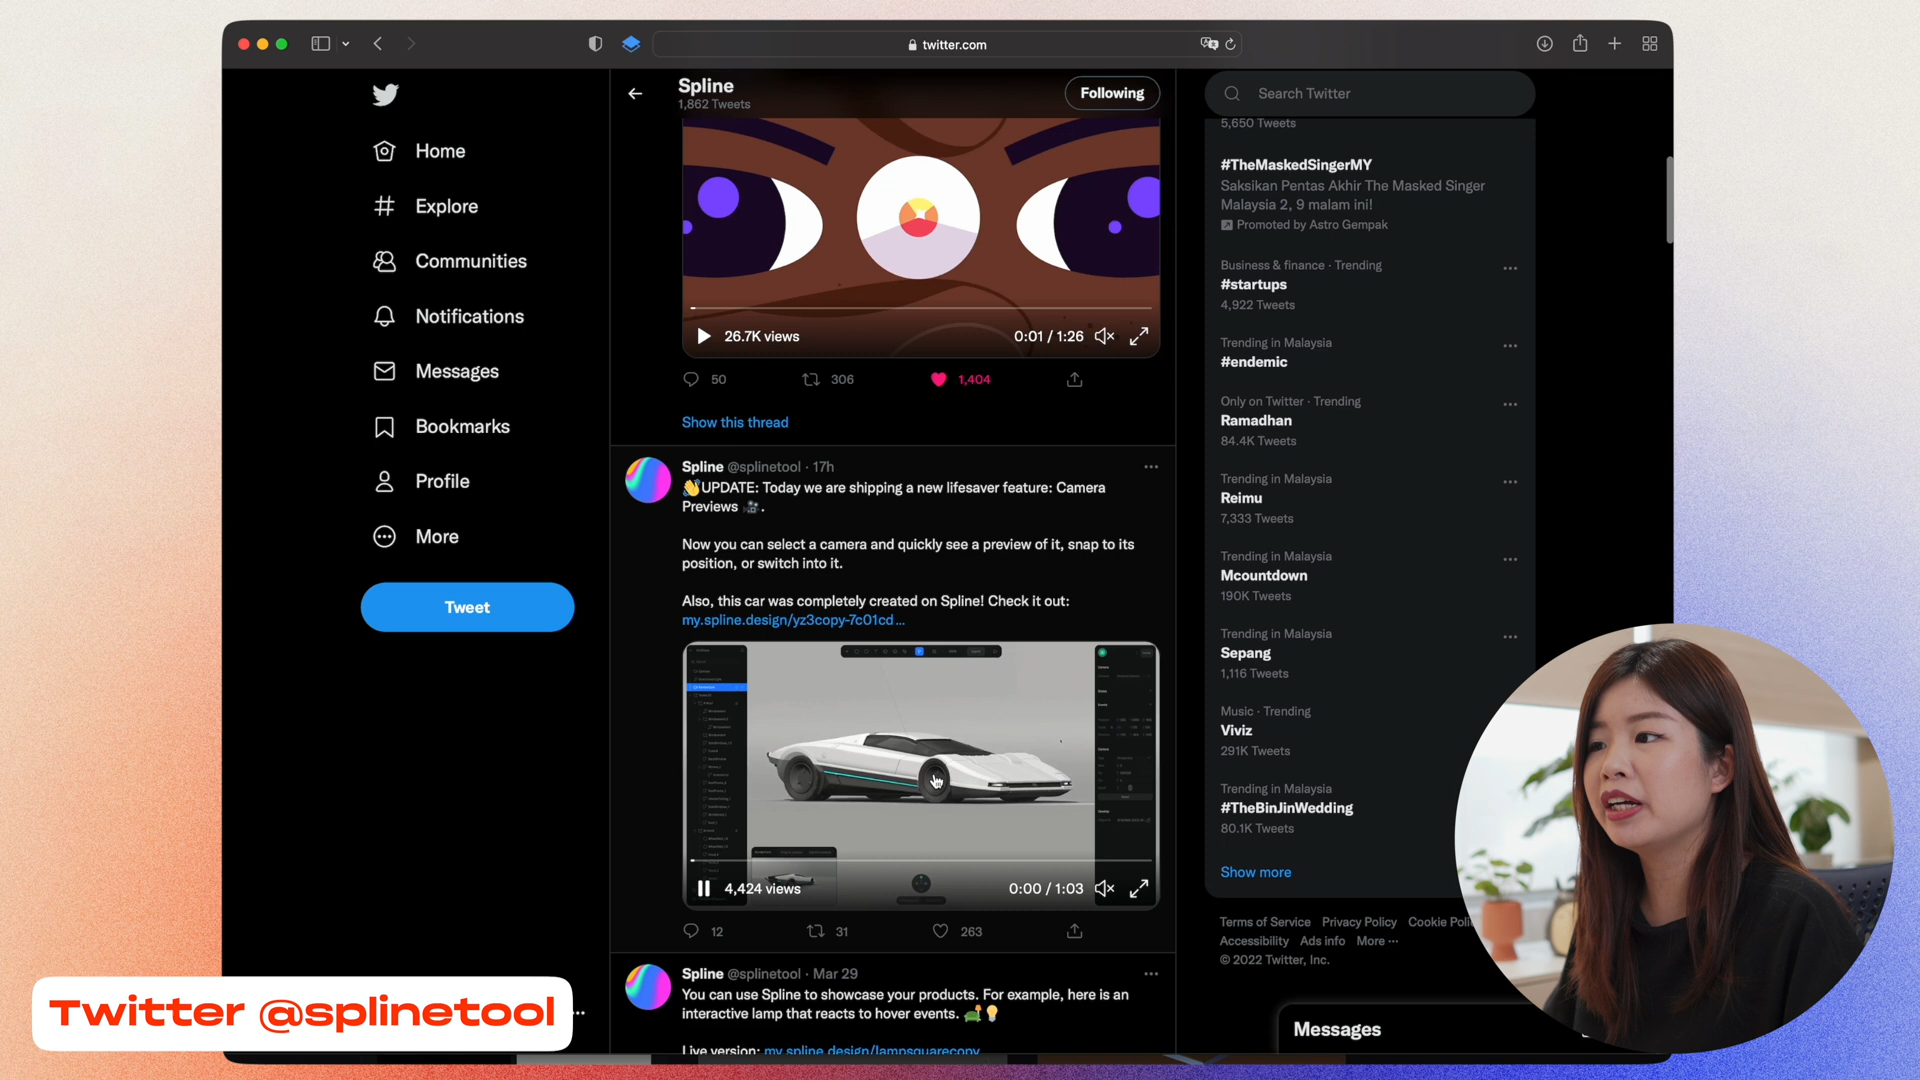 twitter.com
Home
Explore
Communities
Notifications
Messages
Bookmarks
Profile
More
Tweet
Spline
1,862 Tweets
Following
26.7K views
0:01 / 1:26
50
306
1,404
Show this thread
Spline @splinetool · 17h
👋UPDATE: Today we are shipping a new lifesaver feature: Camera
Previews 🎥.
Now you can select a camera and quickly see a preview of it, snap to its
position, or switch into it.
Also, this car was completely created on Spline! Check it out:
my.spline.design/yz3copy-7c01cd…
4,424 views
0:00 / 1:03
12
31
263
Spline @splinetool · Mar 29
You can use Spline to showcase your products. For example, here is an
interactive lamp that reacts to hover events. 🛋️💡
Live version: my.spline.design/lampsquarecopy
Search Twitter
5,650 Tweets
#TheMaskedSingerMY
Saksikan Pentas Akhir The Masked Singer
Malaysia 2, 9 malam ini!
Promoted by Astro Gempak
Business & finance · Trending
#startups
4,922 Tweets
Trending in Malaysia
#endemic
Only on Twitter · Trending
Ramadhan
84.4K Tweets
Trending in Malaysia
Reimu
7,333 Tweets
Trending in Malaysia
Mcountdown
190K Tweets
Trending in Malaysia
Sepang
1,116 Tweets
Music · Trending
Viviz
291K Tweets
Trending in Malaysia
#TheBinJinWedding
80.1K Tweets
Show more
Terms of Service Privacy Policy Cookie
Accessibility Ads info More ···
© 2022 Twitter, Inc.
Messages
Twitter @splinetool